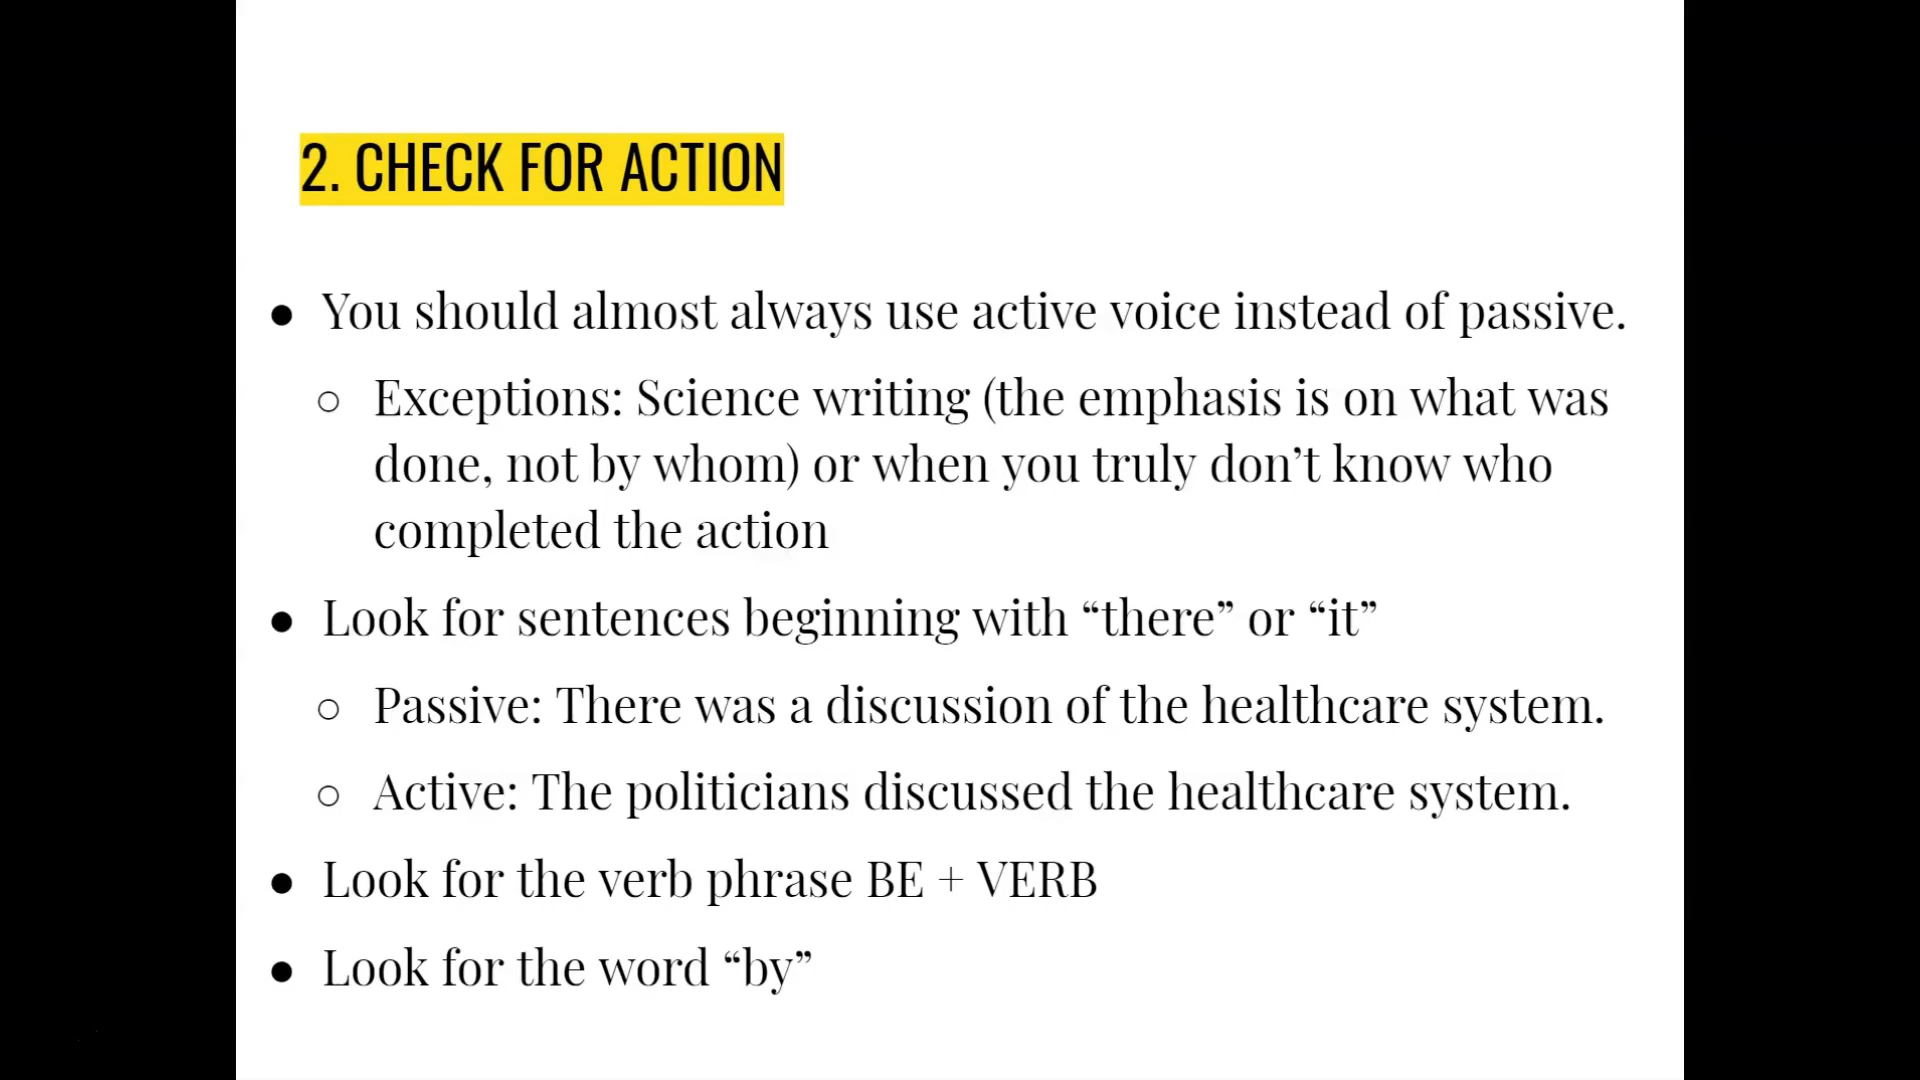 2. CHECK FOR ACTION
● You should almost always use active voice instead of passive.
○ Exceptions: Science writing (the emphasis is on what was
done, not by whom) or when you truly don’t know who
completed the action
● Look for sentences beginning with “there” or “it”
○ Passive: There was a discussion of the healthcare system.
○ Active: The politicians discussed the healthcare system.
● Look for the verb phrase BE + VERB
● Look for the word “by”